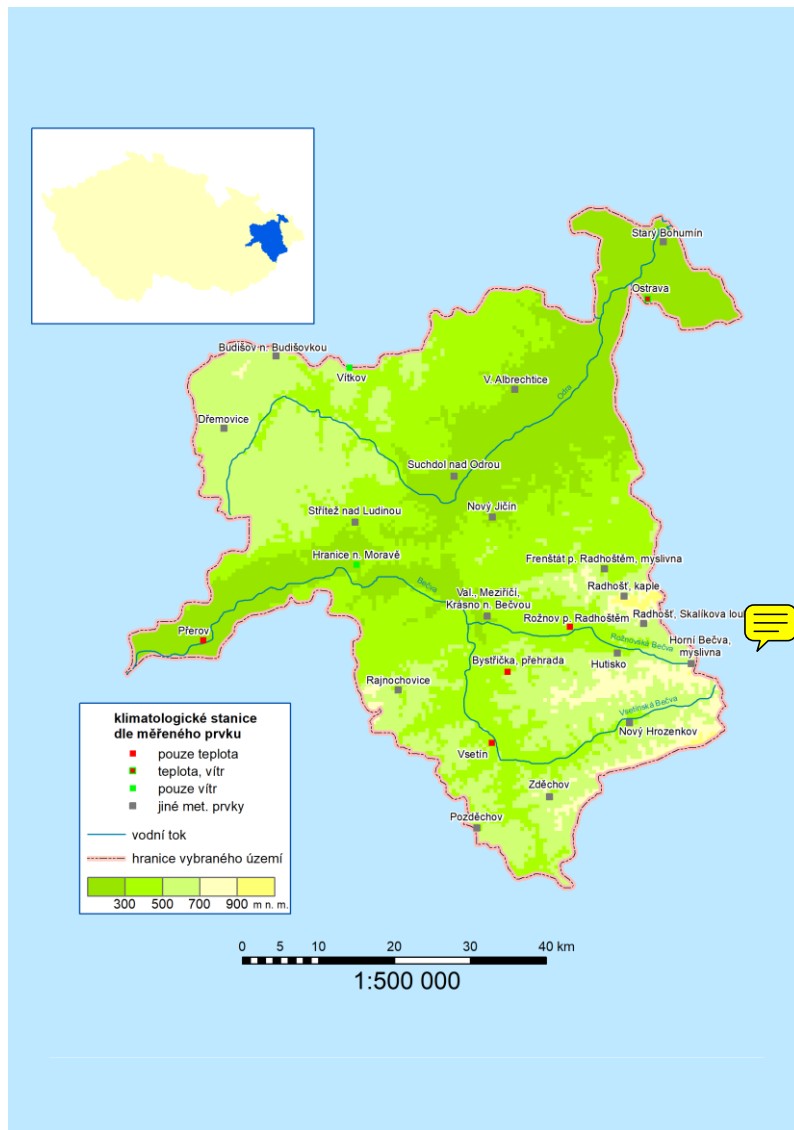 Starý Bohumín
Ostrava
Budišov n. Budišovkou
Vítkov
V. Albrechtice
Odra
Dřemovice
Suchdol nad Odrou
Nový Jičín
Střítež nad Ludinou
Hranice n. Moravě
Frenštát p. Radhoštěm, myslivna
Bečva
Radhošť, kaple
Val., Meziříčí,
Krásno n. Bečvou
Rožnov p. Radhoštěm
Radhošť, Skalíkova lou
Přerov
Rožnovská Bečva
Horní Bečva,
myslivna
Bystřička, přehrada
Hutisko
Rajnochovice
Vsetínská Bečva
Nový Hrozenkov
Vsetín
Zděchov
Pozděchov
klimatologické stanice
dle měřeného prvku
pouze teplota
teplota, vítr
pouze vítr
jiné met. prvky
vodní tok
hranice vybraného území
300 500 700 900 m n. m.
0 5 10 20 30 40 km
1:500 000